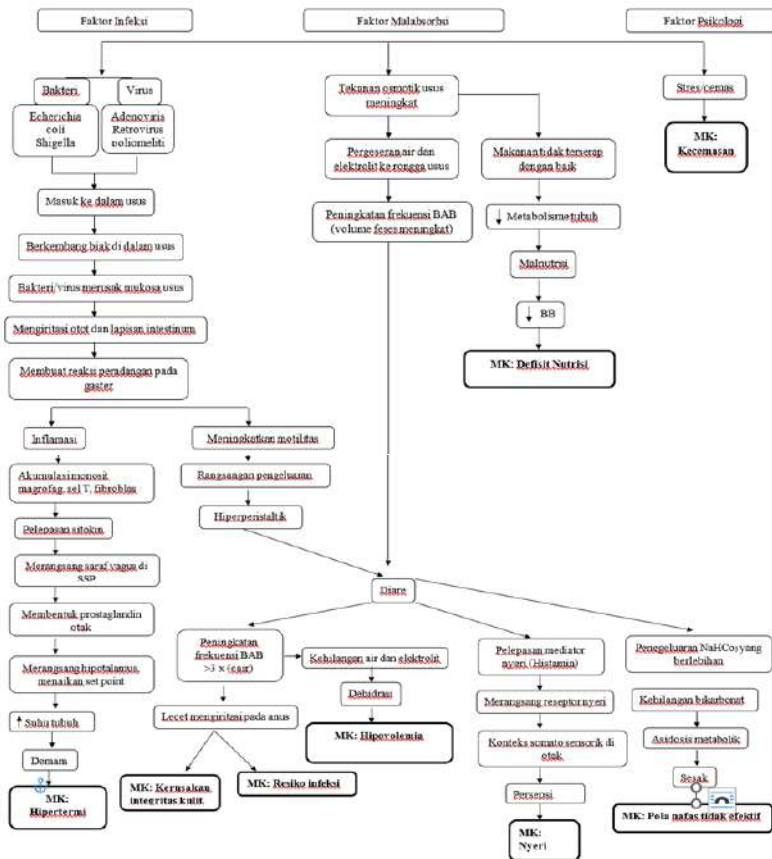 Faktor Infeksi
Faktor Malabsorbsi
Faktor Psikologi
Bakteri
Virus
Echerichia
coli
Shigella
Adenoviris
Retrovirus
poliomeliti
Masuk ke dalam usus
Berkembang biak di dalam usus
Bakteri/virus merusak mukosa usus
Mengiritasi otot dan lapisan intestinum
Membuat reaksi peradangan pada
gaster
Tekanan osmotik usus
meningkat
Pergeseran air dan
elektrolit ke rongga usus
Peningkatan frekuensi BAB
(volume feses meningkat)
Makanan tidak terserap
dengan baik
↓ Metabolisme tubuh
Malnutrisi
↓ BB
MK: Defisit Nutrisi
Stres/cemas
MK:
Kecemasan
Inflamasi
Akumulasi monosit
magrofag, sel T, fibroblas
Pelepasan sitokin
Merangsang saraf vagus di
SSP
Membentuk prostaglandin
otak
Merangsang hipotalamus,
menaikan set point
↑ Suhu tubuh
Demam
MK:
Hipertermi
Meningkatkan motilitas
Rangsangan pengeluaran
Hiperperistaltik
Diare
Peningkatan
frekuensi BAB
>3 x (cair)
Kehilangan air dan elektrolit
Dehidrasi
MK: Hipovolemia
Lecet mengiritasi pada anus
MK: Kerusakan
integritas kulit
MK: Resiko infeksi
Pelepasan mediator
nyeri (Histamin)
Merangsang reseptor nyeri
Konteks somato sensorik di
otak
Persepsi
MK:
Nyeri
Pengeluran NaHCo3 yang
berlebihan
Kehilangan bikarbonat
Asidosis metabolik
Sesak
MK: Pola nafas tidak efektif